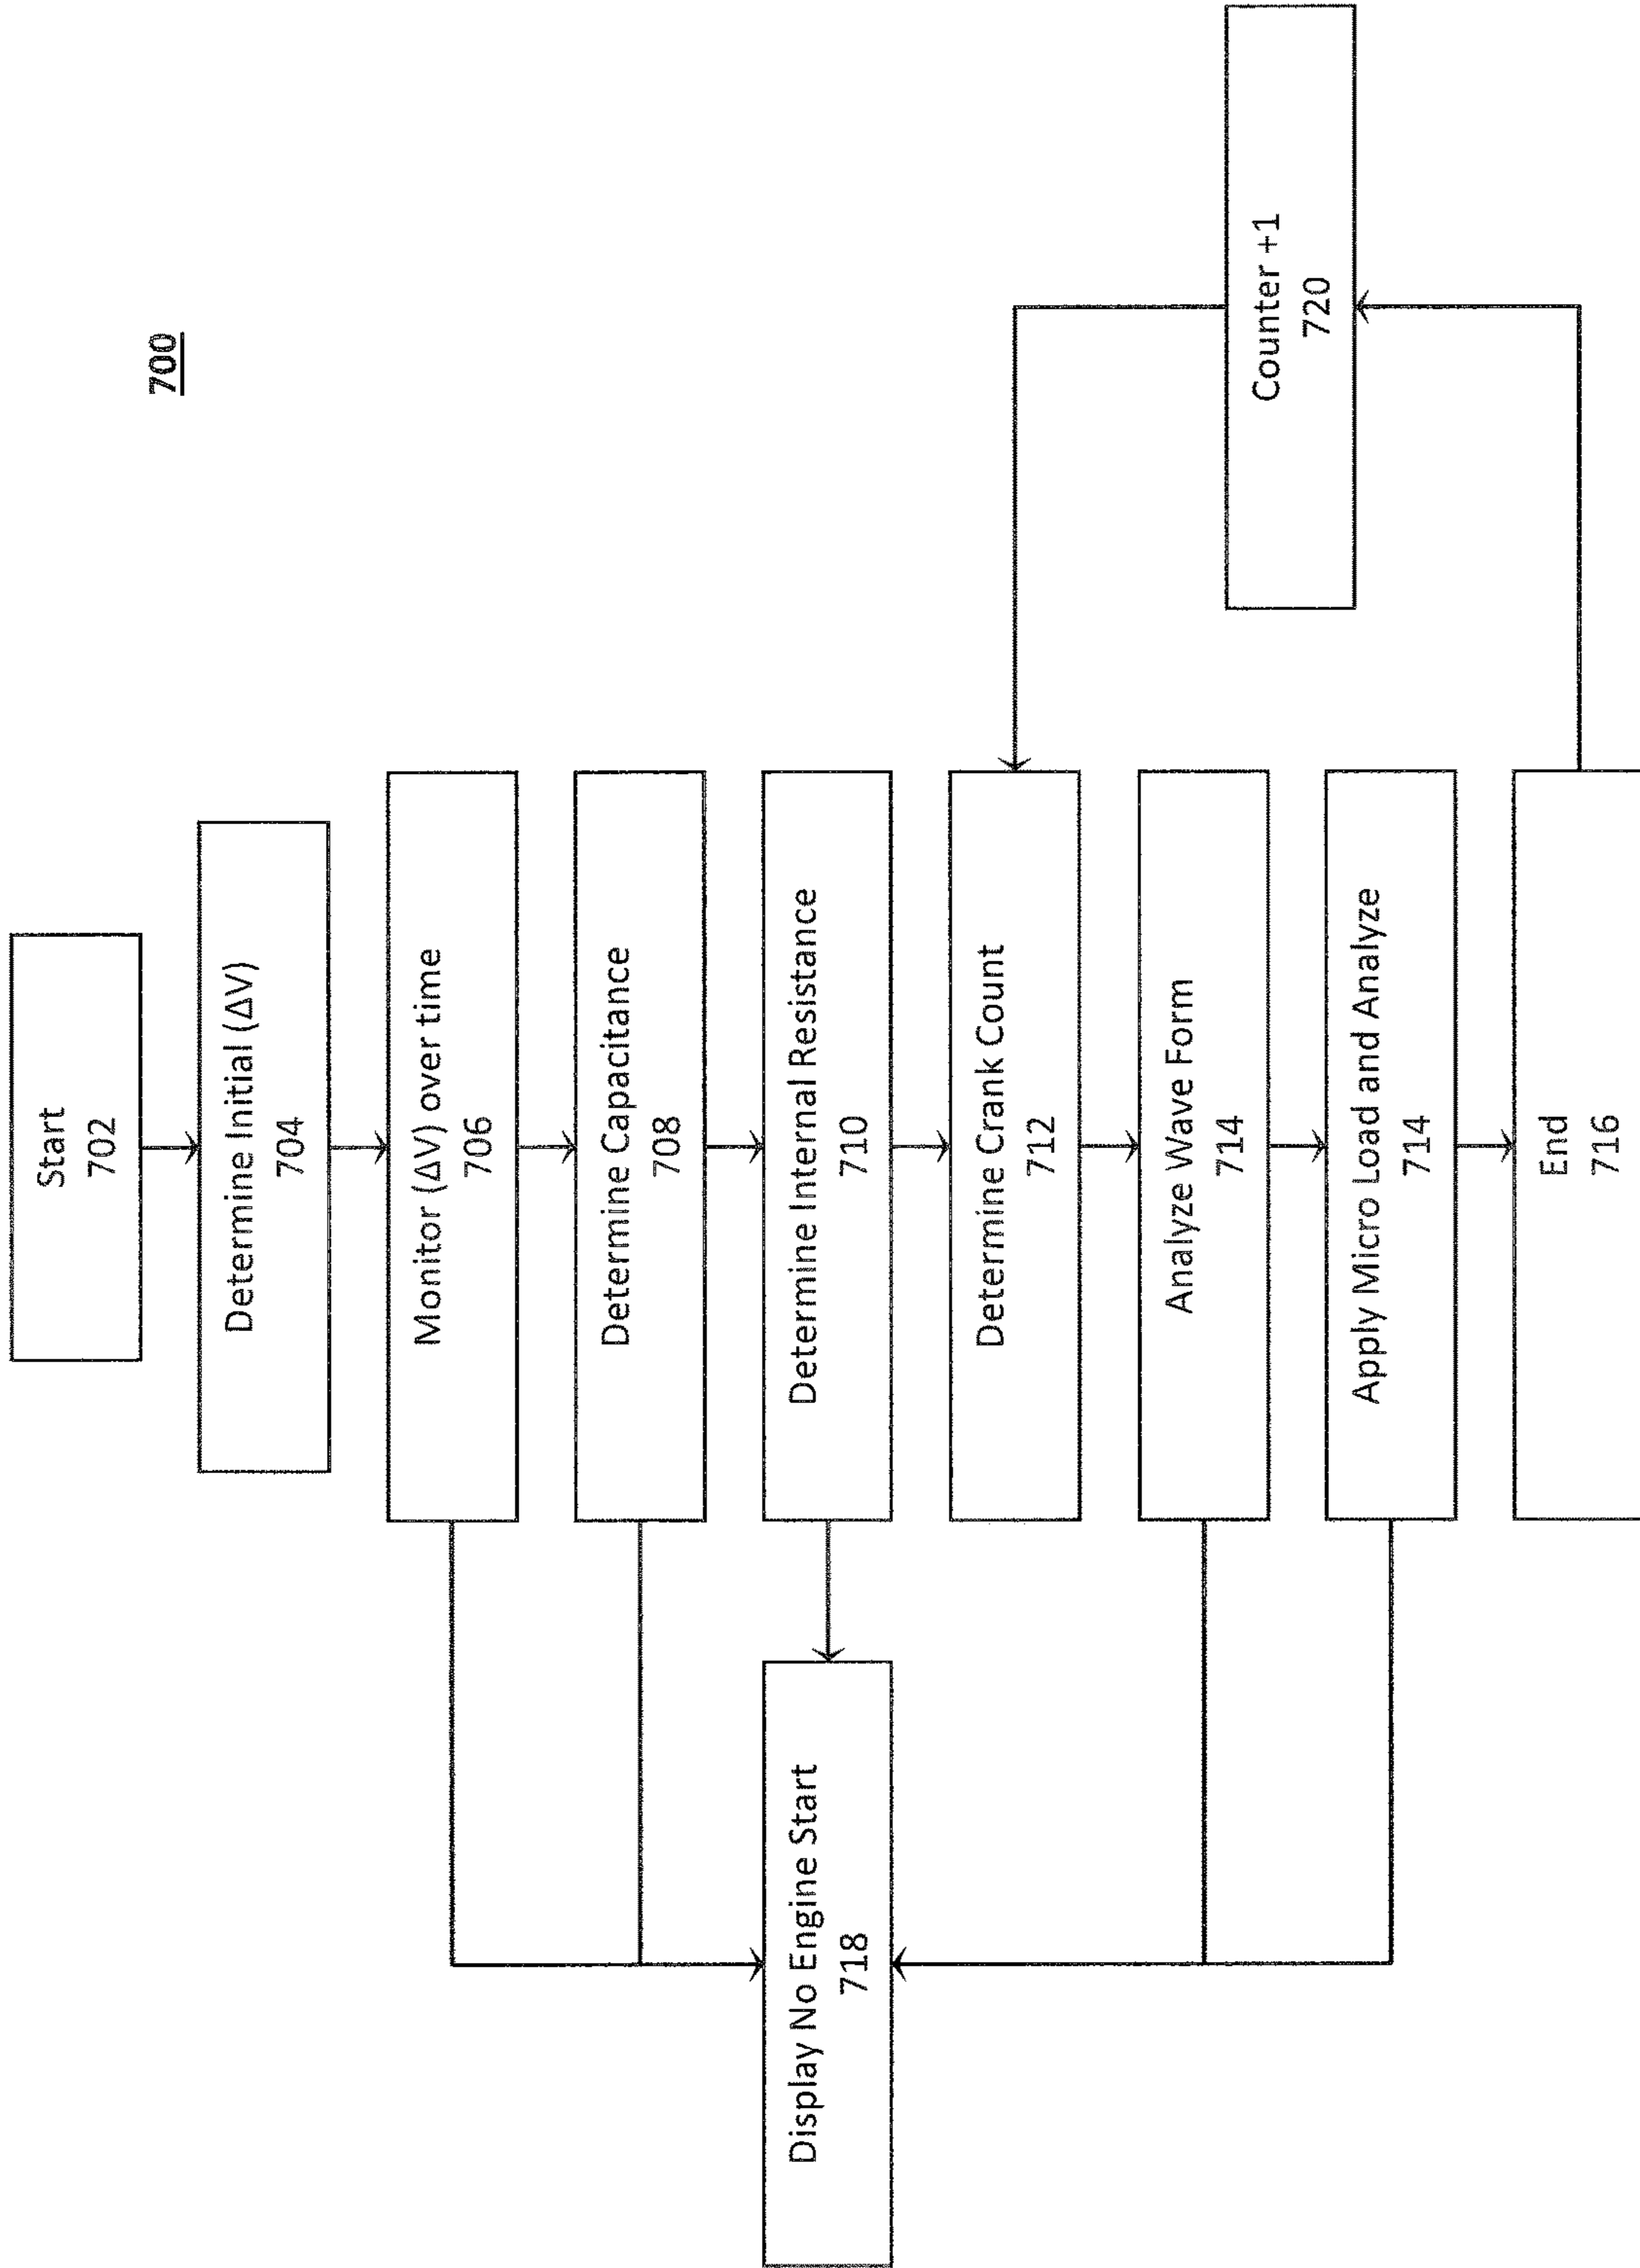 700
Start
702
Determine Initial (ΔV)
704
Monitor (ΔV) over time
706
Determine Capacitance
708
Determine Internal Resistance
710
Display No Engine Start
718
Determine Crank Count
712
Analyze Wave Form
714
Apply Micro Load and Analyze
714
End
716
Counter +1
720